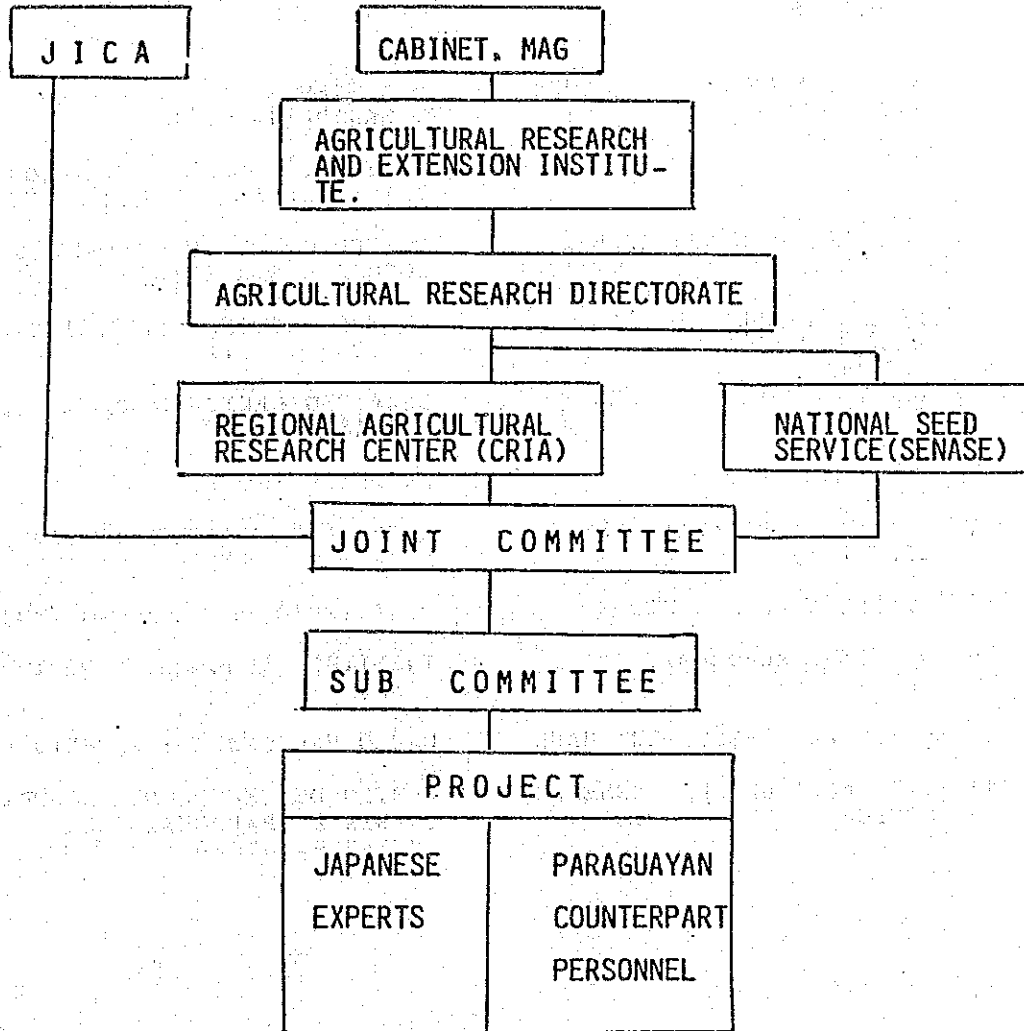 J I C A
CABINET. MAG
AGRICULTURAL RESEARCH
AND EXTENSION INSTITU-
TE.
AGRICULTURAL RESEARCH DIRECTORATE
REGIONAL AGRICULTURAL
RESEARCH CENTER (CRIA)
NATIONAL SEED
SERVICE(SENASE)
JOINT COMMITTEE
SUB COMMITTEE
PROJECT
JAPANESE
EXPERTS
PARAGUAYAN
COUNTERPART
PERSONNEL